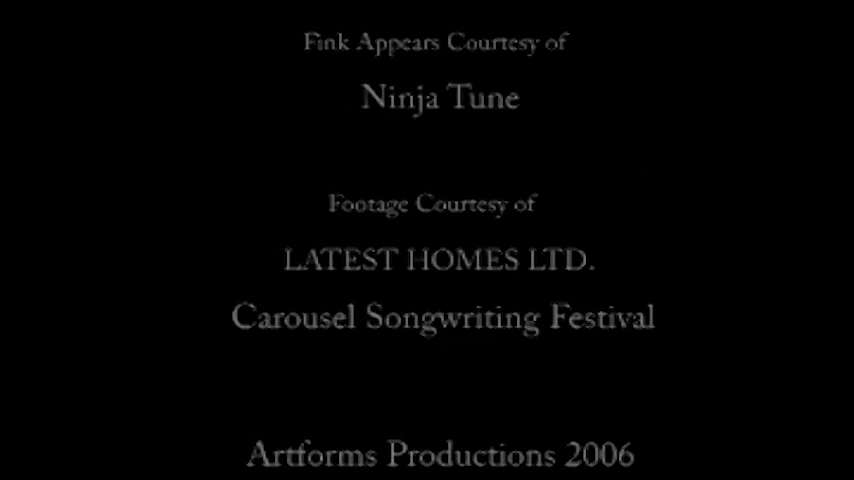 Fink Appears Courtesy of
Ninja Tune
Footage Courtesy of
LATEST HOMES LTD.
Carousel Songwriting Festival
Artforms Productions 2006